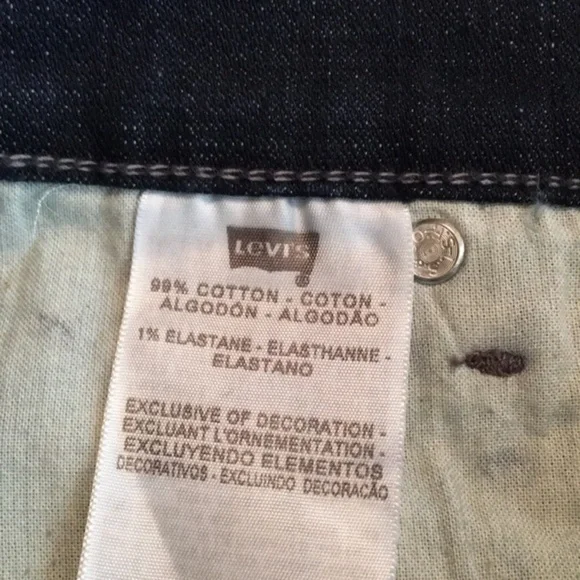 LEVI'S
®
99% COTTON - COTON -
ALGODÓN - ALGODÃO
1% ELASTANE - ELASTHANNE -
ELASTANO
EXCLUSIVE OF DECORATION -
EXCLUANT L'ORNEMENTATION -
EXCLUYENDO ELEMENTOS
DECORATIVOS - EXCLUINDO DECORAÇÃO